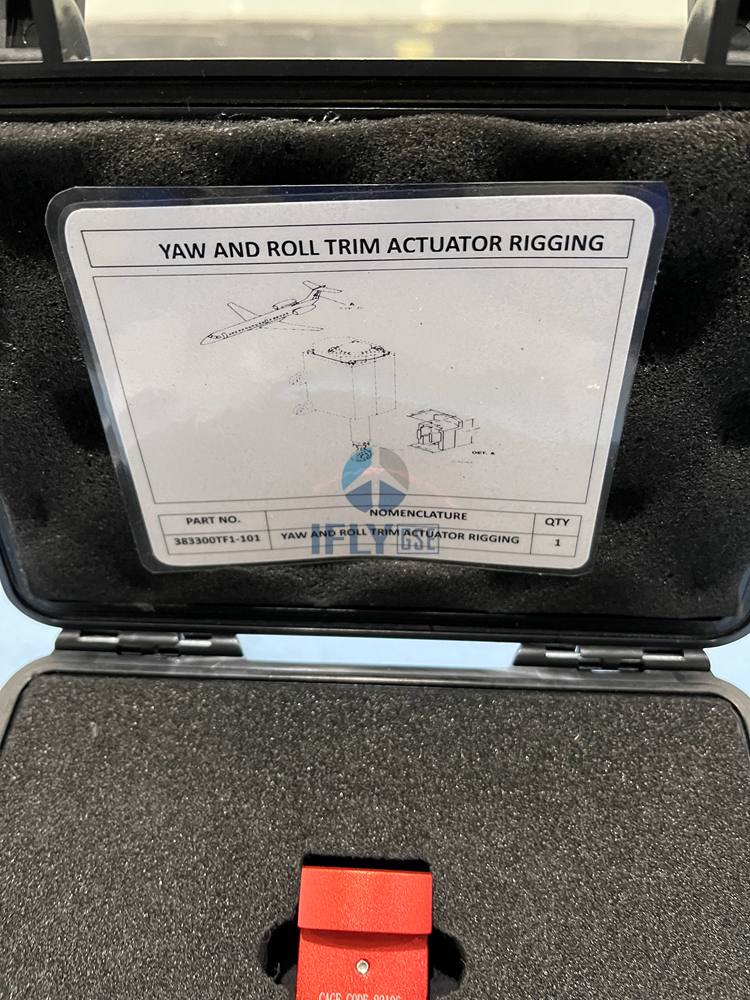 YAW AND ROLL TRIM ACTUATOR RIGGING
A
DET. A
PART NO. NOMENCLATURE QTY
383300TF1-101 YAW AND ROLL TRIM ACTUATOR RIGGING 1
IFLY GSE
CAGE CODE